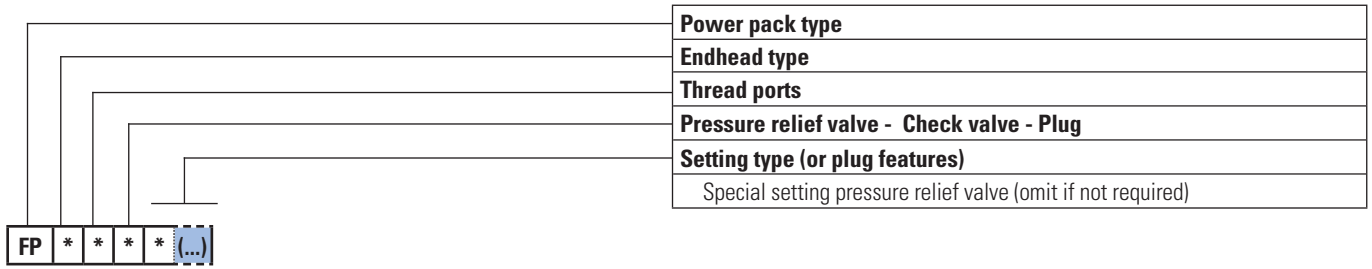 Power pack type
Endhead type
Thread ports
Pressure relief valve - Check valve - Plug
Setting type (or plug features)
Special setting pressure relief valve (omit if not required)
FP * * * * (...)